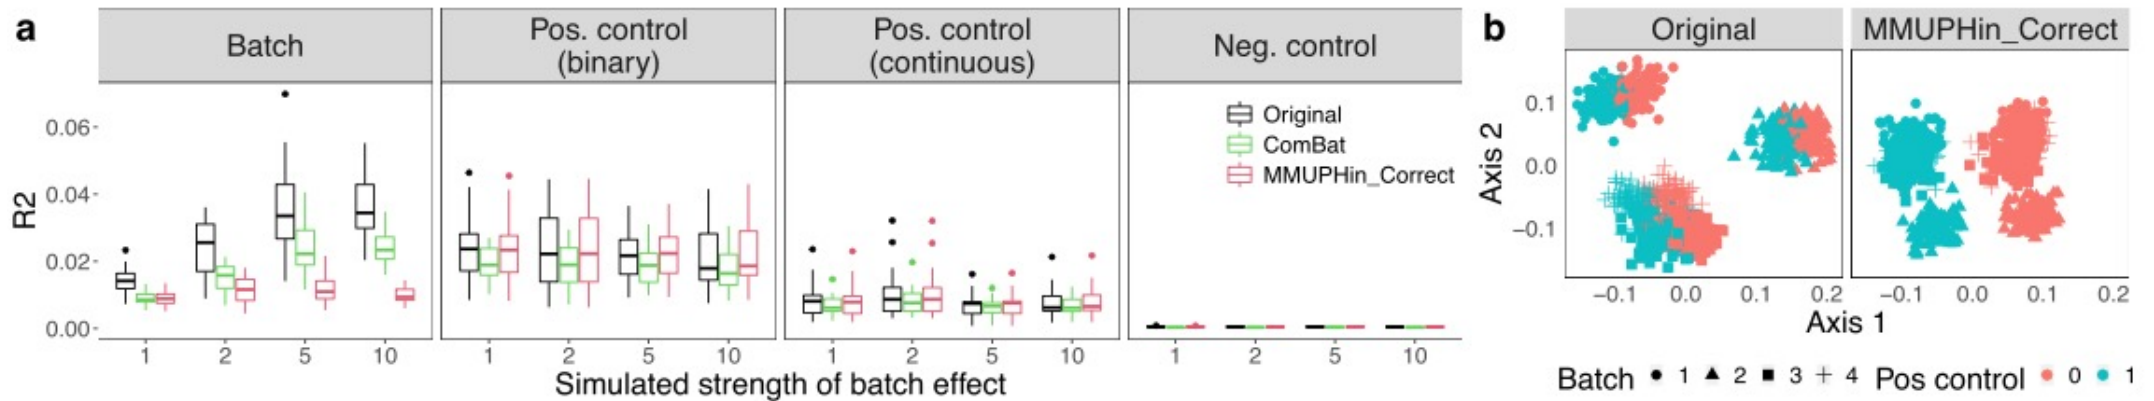 a
Batch
Pos. control
(binary)
Pos. control
(continuous)
Neg. control
R2
0.06
0.04
0.02
0.00
Original
ComBat
MMUPHin_Correct
1 2 5 10
1 2 5 10
1 2 5 10
1 2 5 10
Simulated strength of batch effect
b
Original
MMUPHin_Correct
Axis 2
0.1
0.0
−0.1
−0.1 0.0 0.1 0.2
−0.1 0.0 0.1 0.2
Axis 1
Batch 1 2 3 4 Pos control 0 1